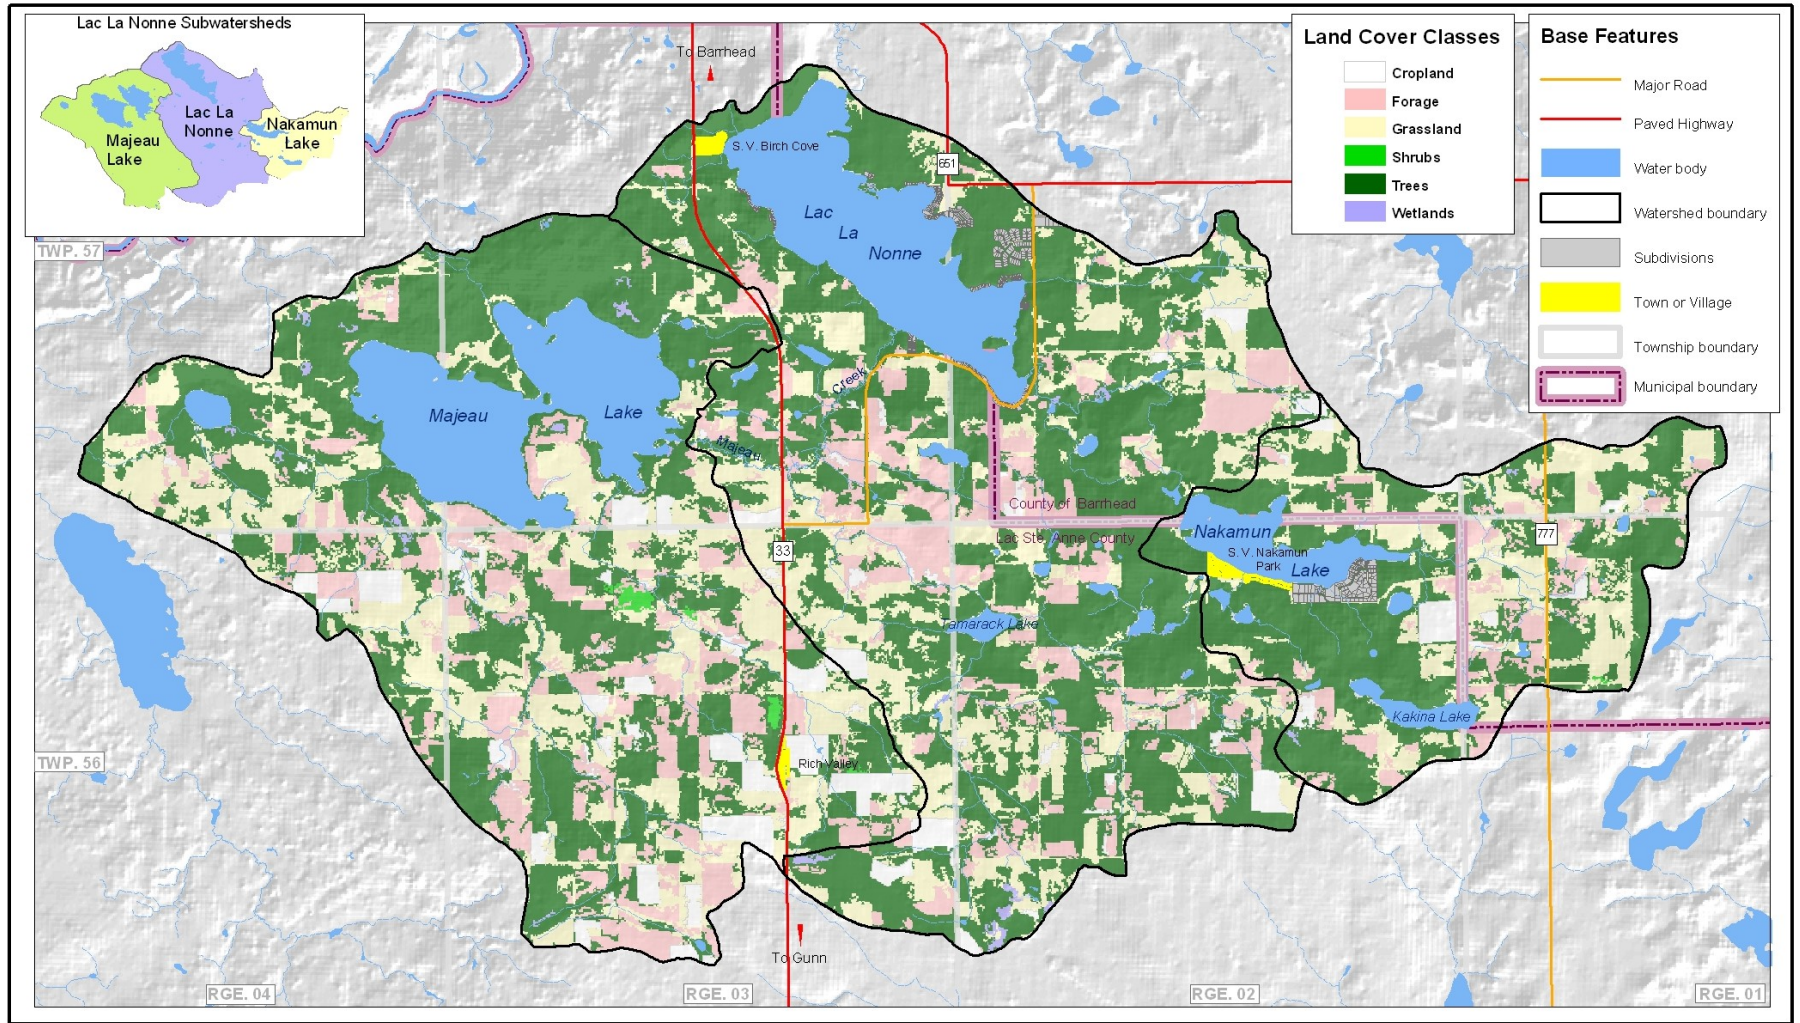 Lac La Nonne Subwatersheds
Lac La
Nonne
Nakamun
Lake
Majeau
Lake
To Barrhead
Land Cover Classes
Cropland
Forage
Grassland
Shrubs
Trees
Wetlands
Base Features
Major Road
Paved Highway
Water body
Watershed boundary
Subdivisions
Town or Village
Township boundary
Municipal boundary
S.V. Birch Cove
651
Lac
La
Nonne
TWP. 57
Majeau
Lake
Creek
Majeau
County of Barrhead
Lac Ste. Anne County
33
Nakamun
S.V. Nakamun
Park
Lake
777
Tamarack Lake
Kakina Lake
TWP. 56
Rich Valley
To Gunn
RGE. 04
RGE. 03
RGE. 02
RGE. 01